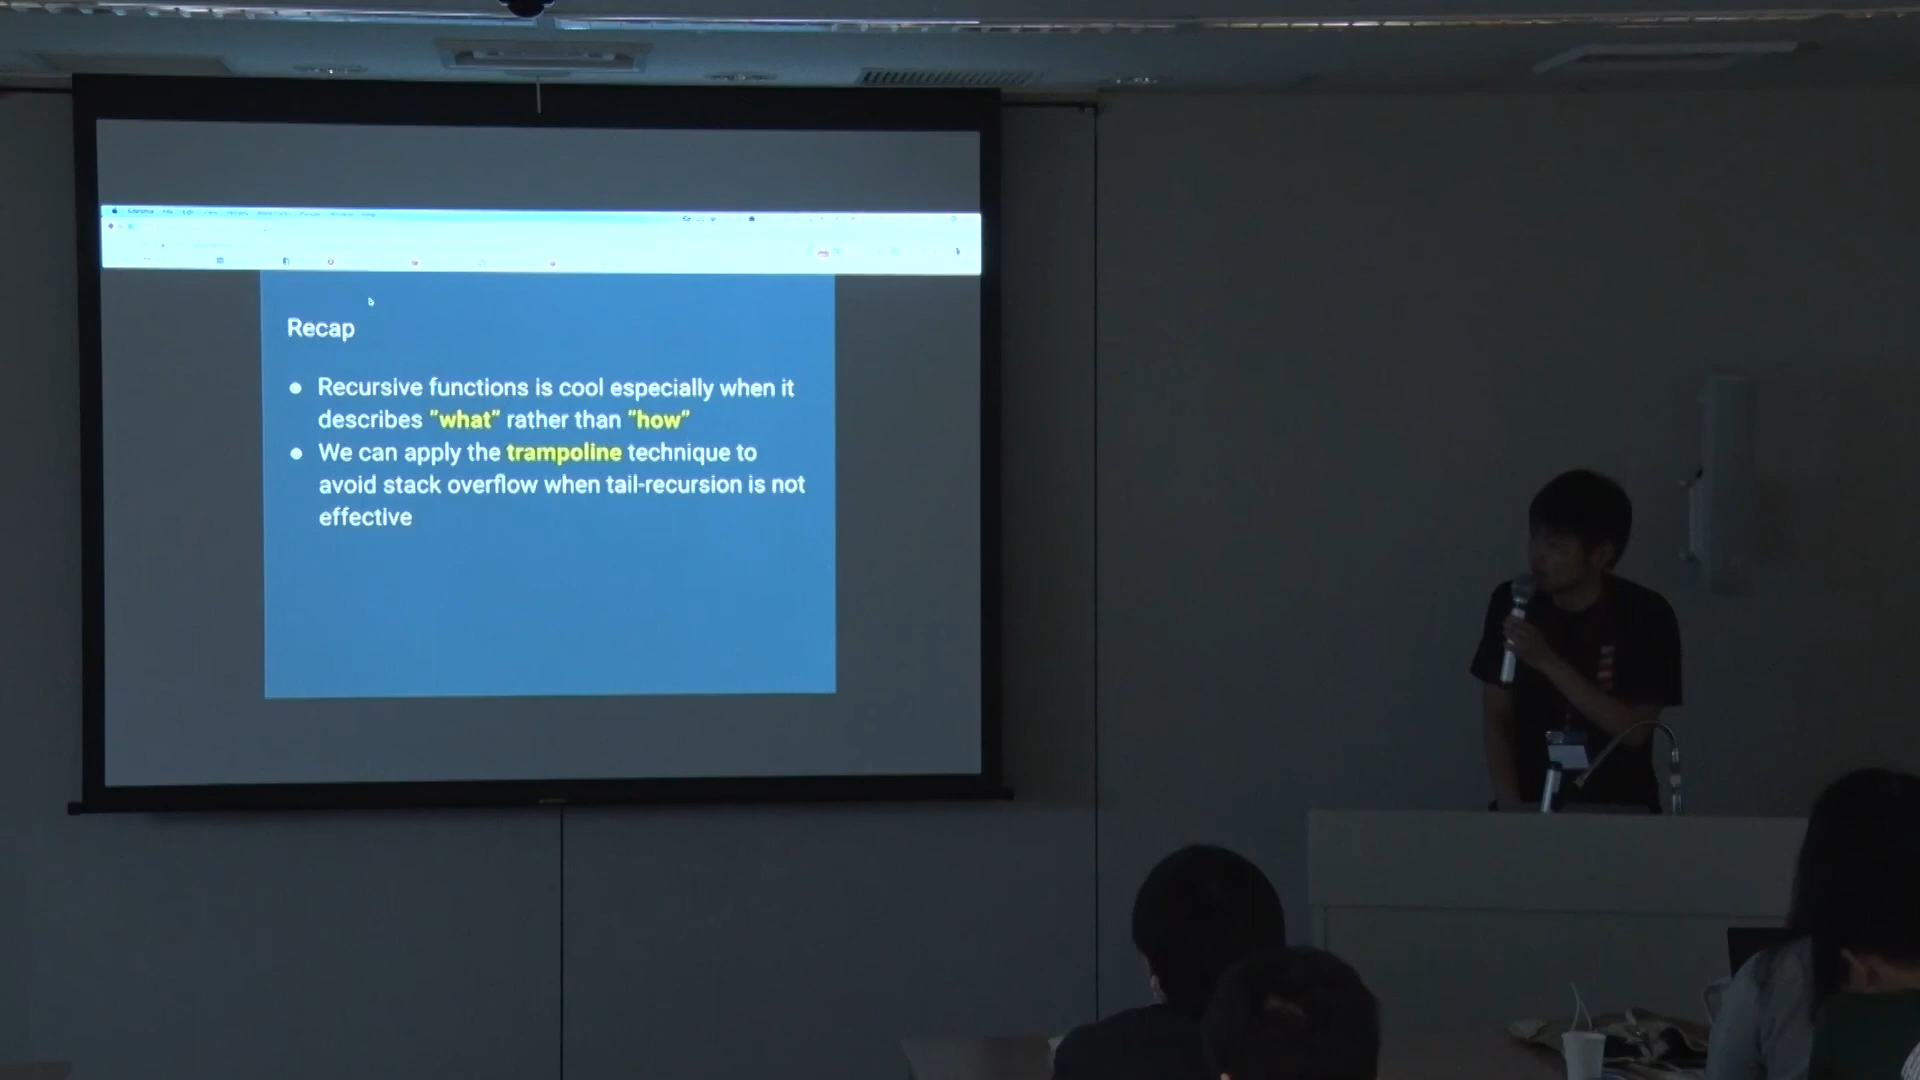 Recap
● Recursive functions is cool especially when it
describes "what" rather than "how"
● We can apply the trampoline technique to
avoid stack overflow when tail-recursion is not
effective